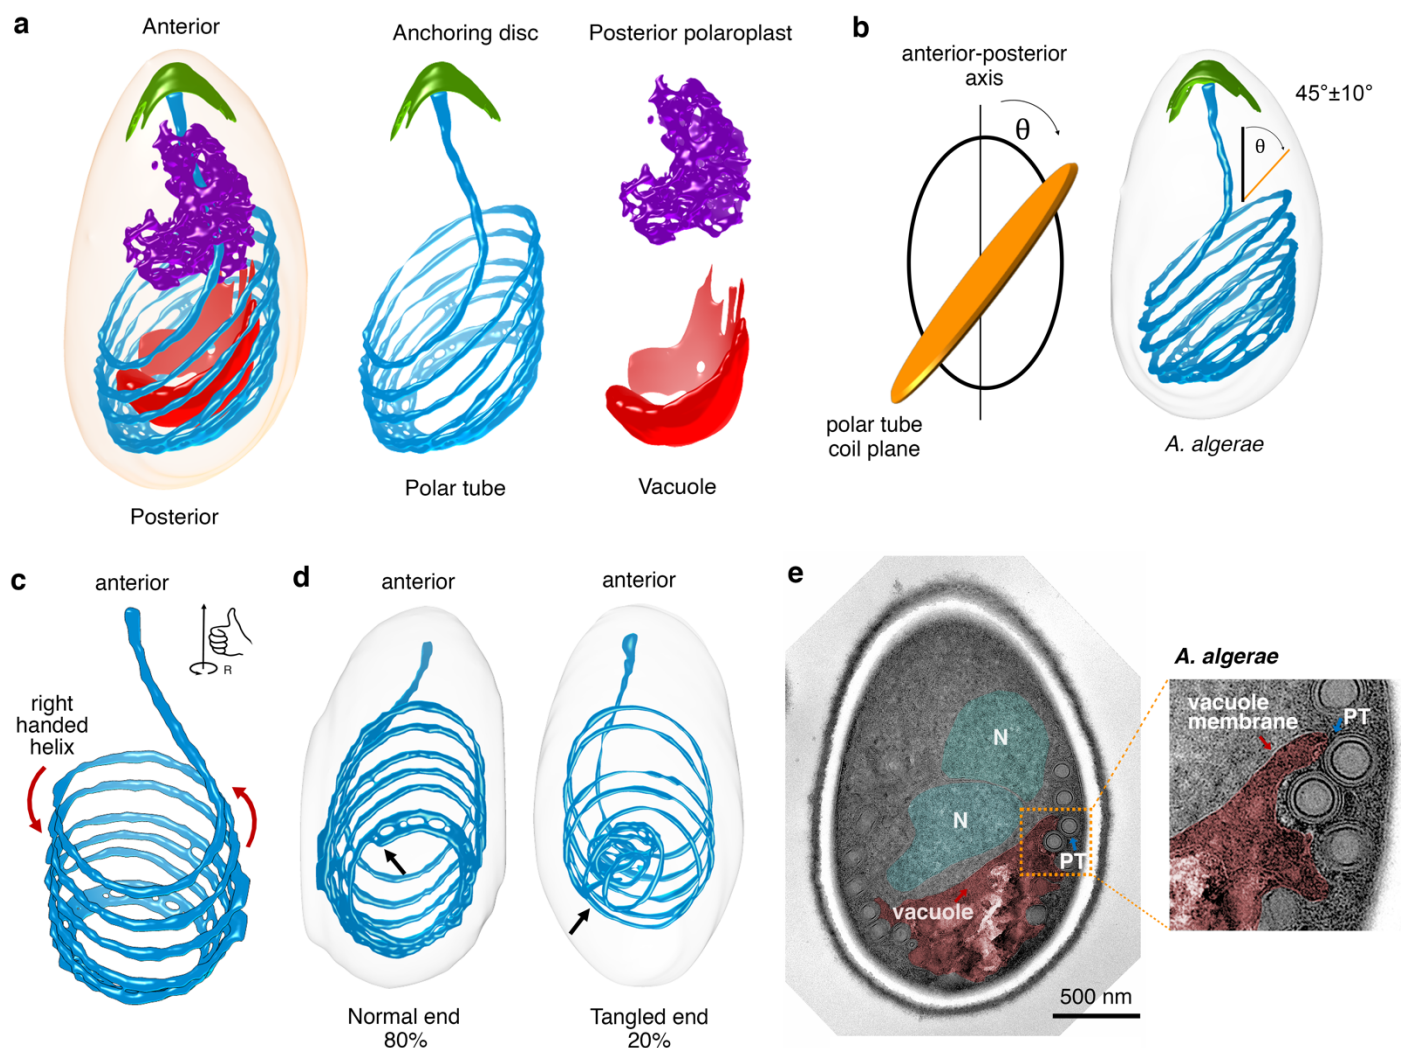 a
Anterior
Anchoring disc
Posterior polaroplast
Polar tube
Vacuole
Posterior
b
anterior-posterior
axis
θ
45°±10°
θ
polar tube
coil plane
A. algerae
c
anterior
R
right
handed
helix
d
anterior
anterior
Normal end
80%
Tangled end
20%
e
N
N
PT
vacuole
500 nm
A. algerae
vacuole
membrane
PT